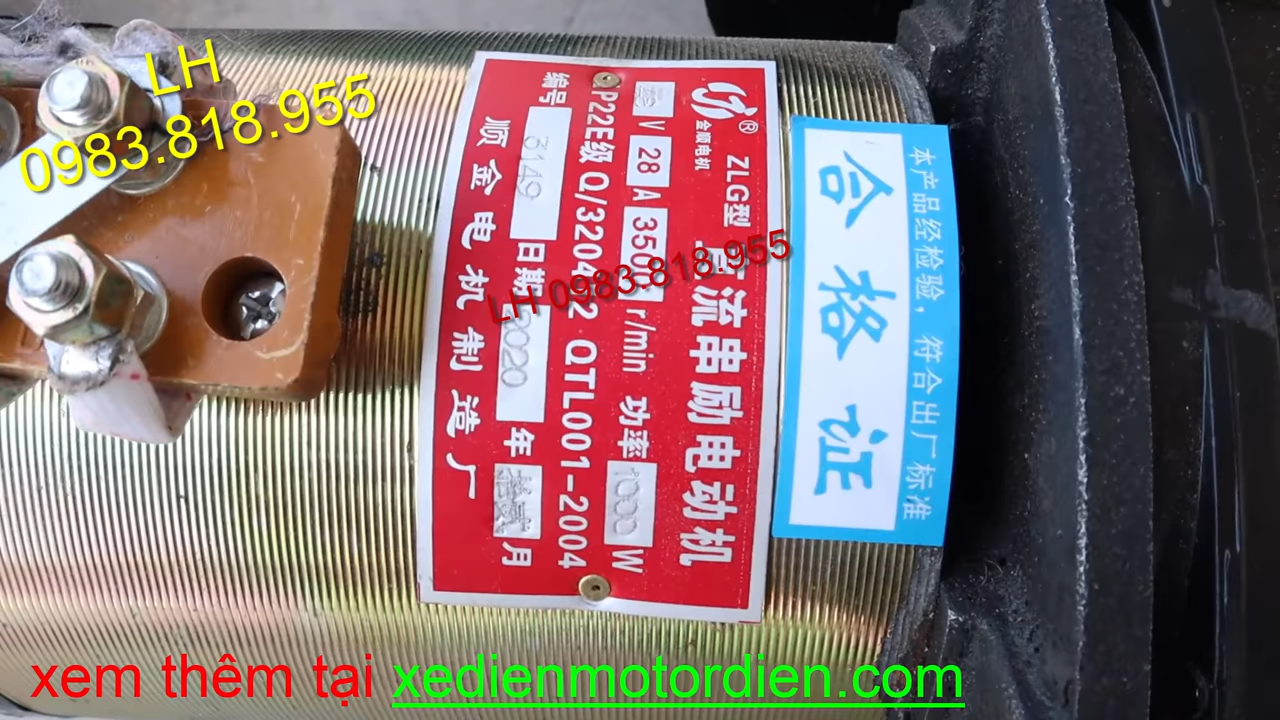 LH
0983.818.955
®
金顺电机
ZLG型 直流串励电动机
V 28 A 3500 r/min 功率 1000 W
P22E级 Q/320482 QTL001-2004
编号 3149 日期 2020 年 月
顺金电机制造厂
LH 0983.818.955
本产品经检验，符合出厂标准
合格证
xem thêm tại xedienmotordien.com